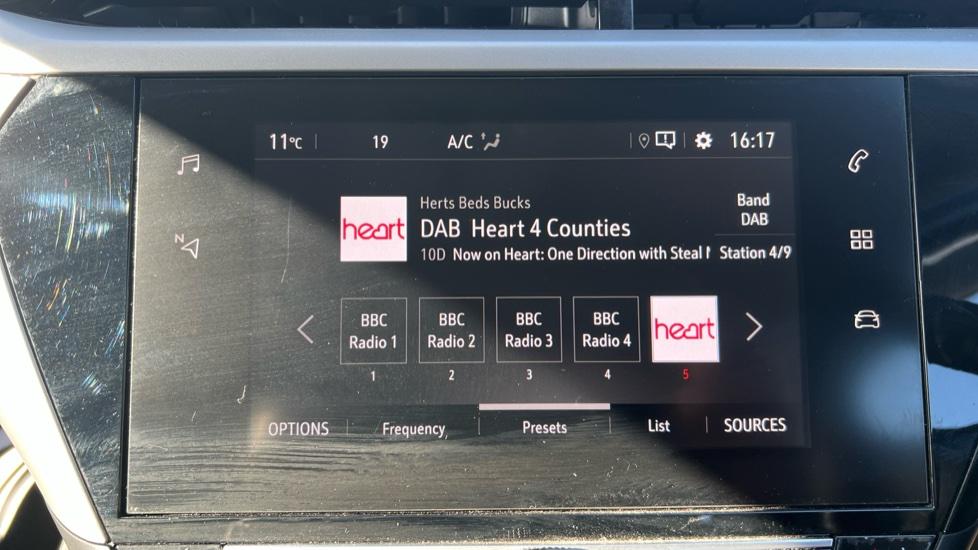 11°C 19 A/C 16:17
N
heart
Herts Beds Bucks
DAB Heart 4 Counties
10D Now on Heart: One Direction with Steal
Band
DAB
Station 4/9
BBC
Radio 1
BBC
Radio 2
BBC
Radio 3
BBC
Radio 4
heart
1 2 3 4 5
OPTIONS Frequency Presets List SOURCES